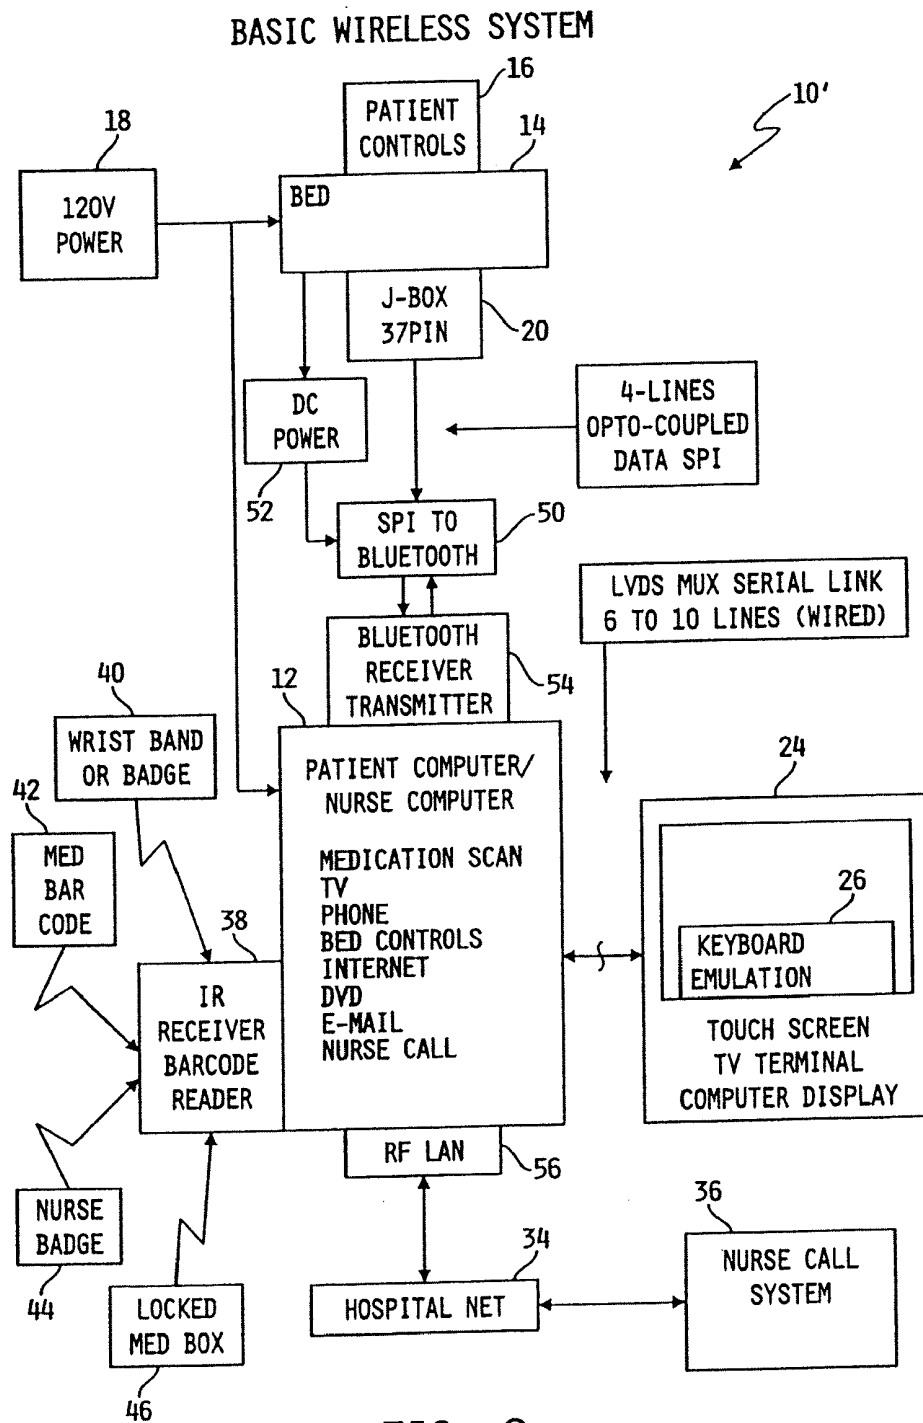 BASIC WIRELESS SYSTEM
16
PATIENT
CONTROLS
10'
18
14
120V
POWER
BED
J-BOX
37PIN
20
DC
POWER
52
4-LINES
OPTO-COUPLED
DATA SPI
SPI TO
BLUETOOTH
50
LVDS MUX SERIAL LINK
6 TO 10 LINES (WIRED)
BLUETOOTH
RECEIVER
TRANSMITTER
54
12
40
WRIST BAND
OR BADGE
42
MED
BAR
CODE
PATIENT COMPUTER/
NURSE COMPUTER
MEDICATION SCAN
TV
PHONE
BED CONTROLS
INTERNET
DVD
E-MAIL
NURSE CALL
24
26
KEYBOARD
EMULATION
TOUCH SCREEN
TV TERMINAL
COMPUTER DISPLAY
38
IR
RECEIVER
BARCODE
READER
RF LAN
56
NURSE
BADGE
44
LOCKED
MED BOX
46
34
HOSPITAL NET
36
NURSE CALL
SYSTEM